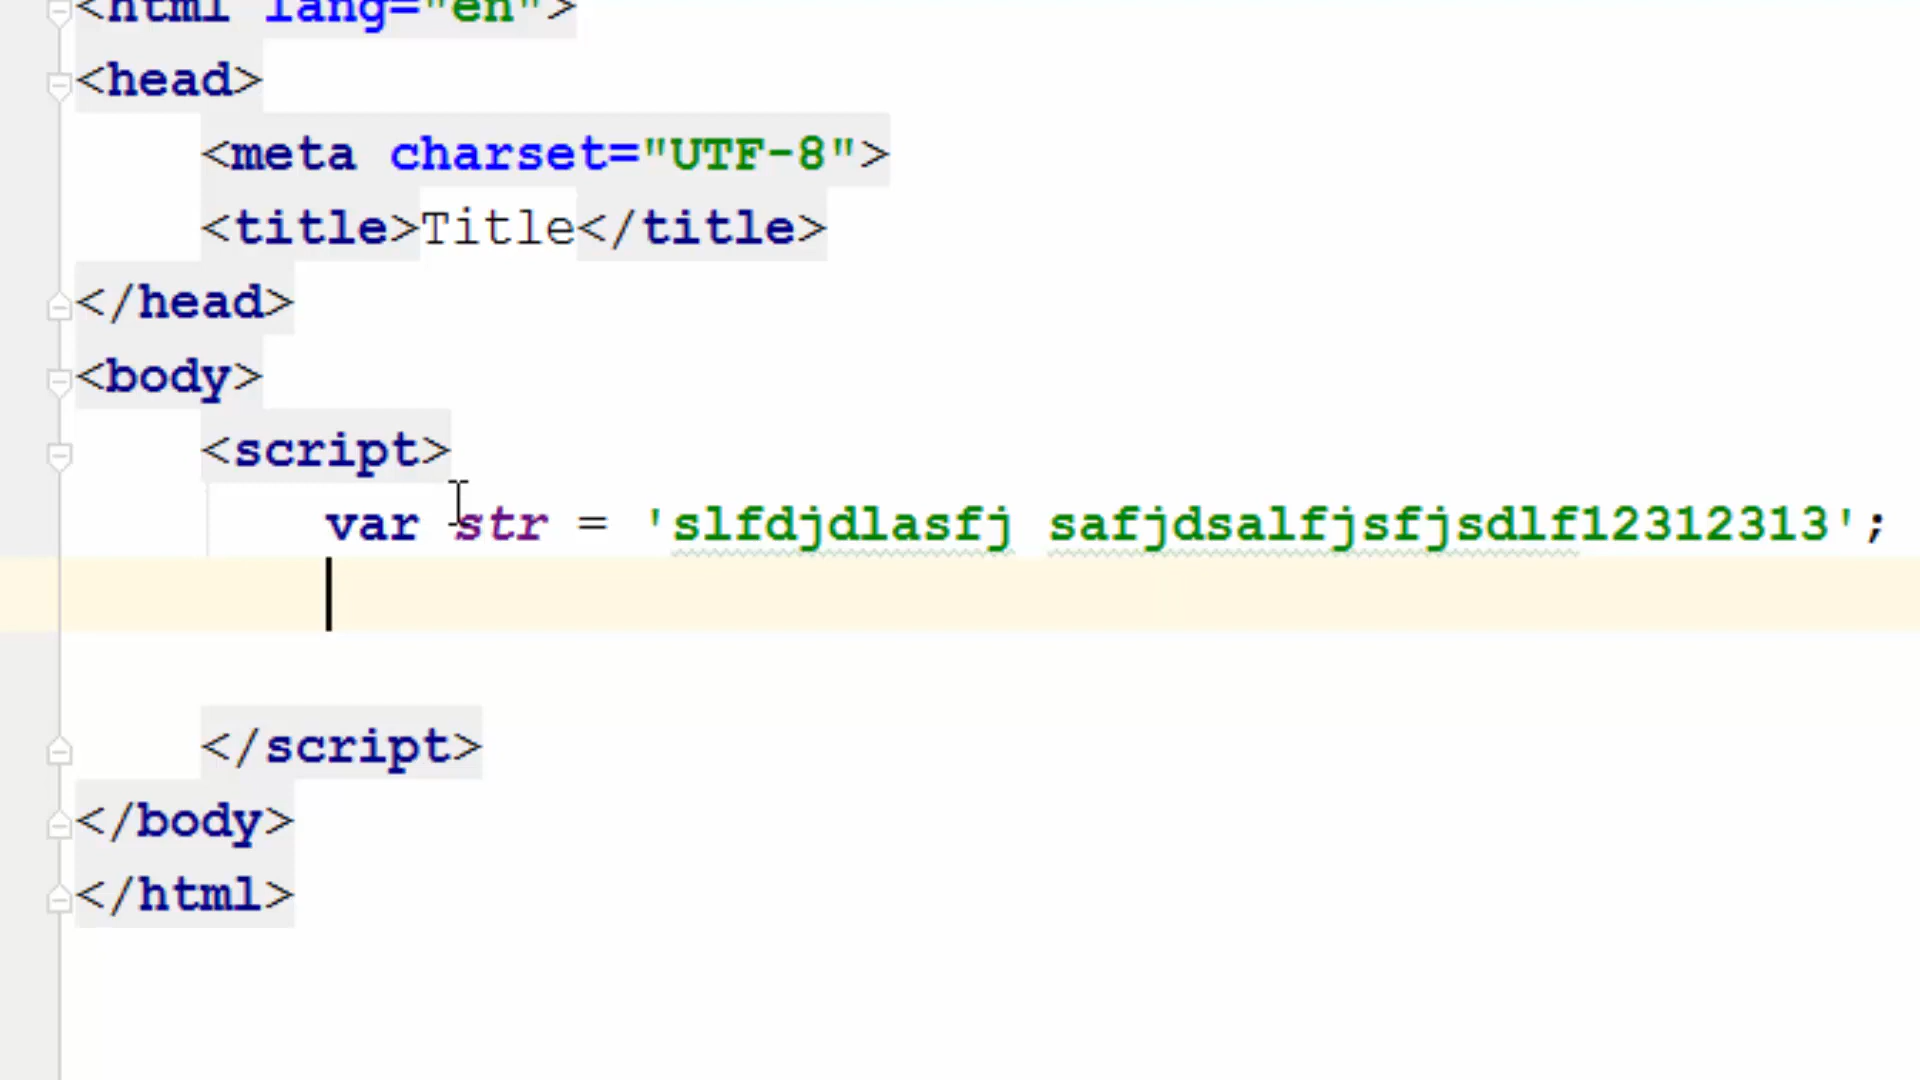 <html lang="en">
<head>
<meta charset="UTF-8">
<title>Title</title>
</head>
<body>
<script>
var str = 'slfdjdlasfj safjdsalfjsfjsdlf12312313';
</script>
</body>
</html>